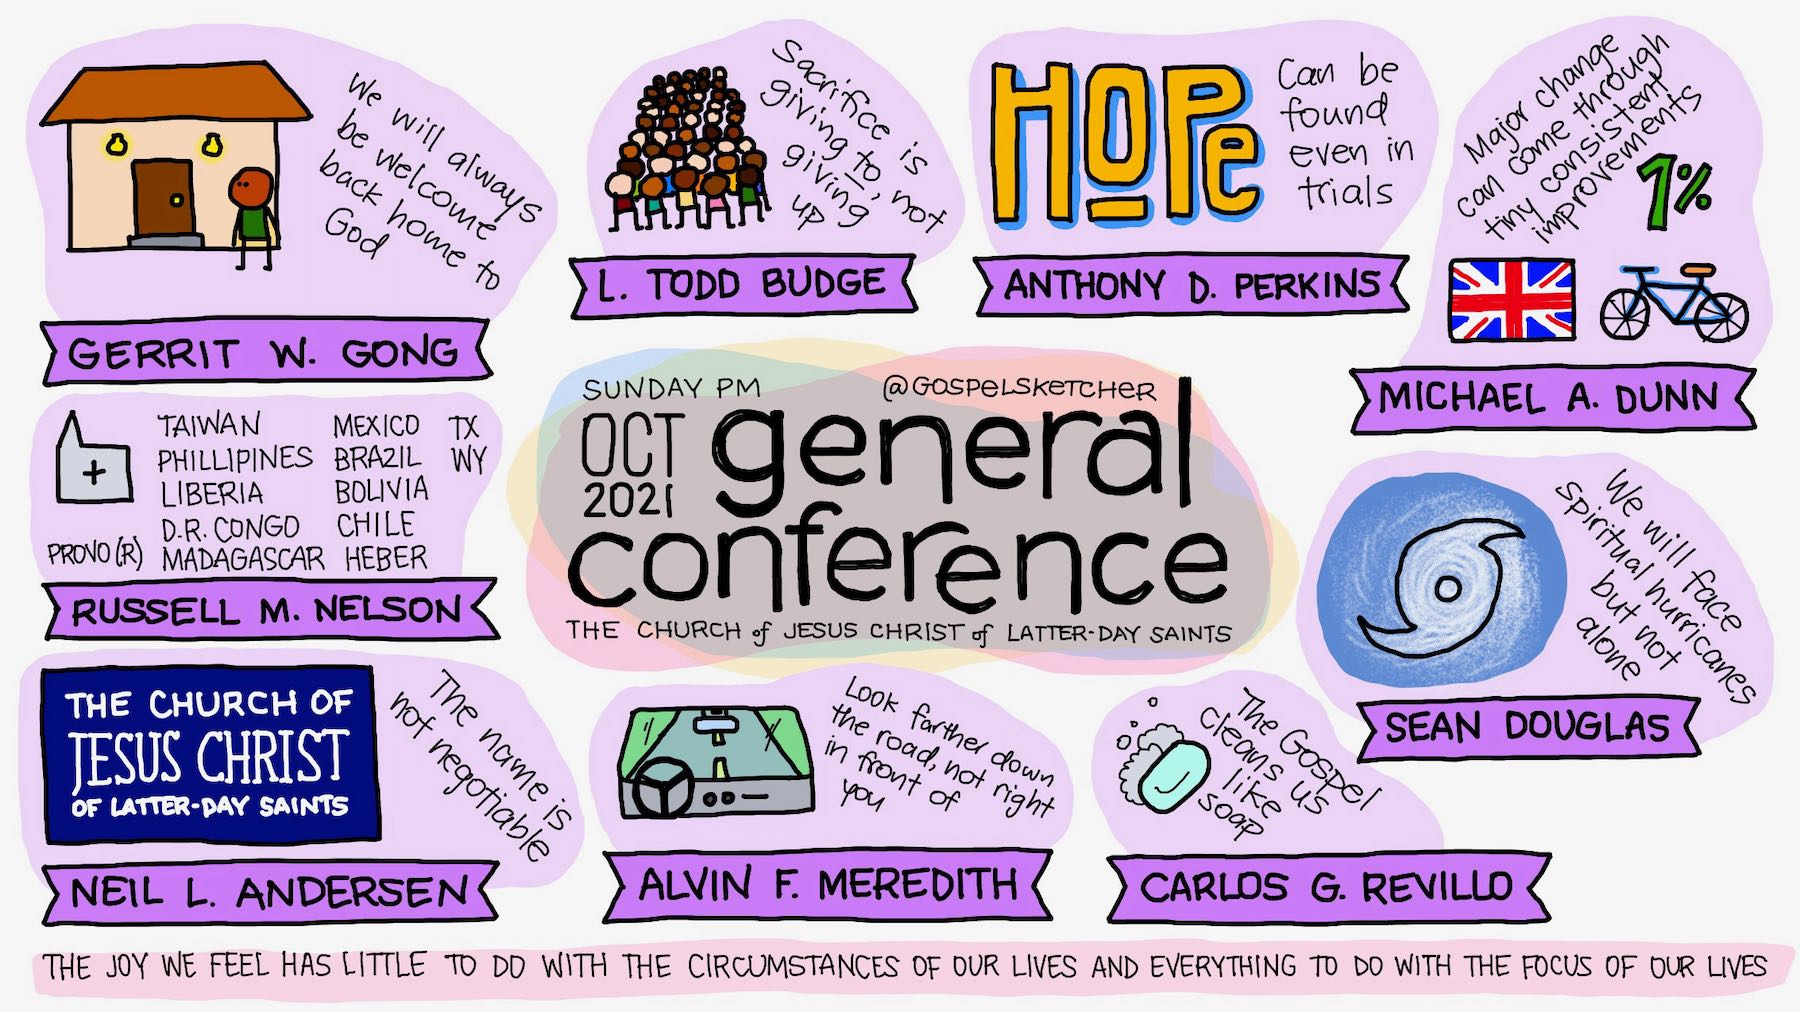 We will always
be welcome
back home to
God
GERRIT W. GONG
Sacrifice is
giving to, not
giving
up
L. TODD BUDGE
HOPe
Can be
found
even in
trials
ANTHONY D. PERKINS
Major change
can come through
tiny consistent
improvements
1%
MICHAEL A. DUNN
TAIWAN
PHILLIPINES
LIBERIA
D.R. CONGO
MADAGASCAR
MEXICO
BRAZIL
BOLIVIA
CHILE
HEBER
TX
WY
PROVO (R)
RUSSELL M. NELSON
SUNDAY PM
@GOSPELSKETCHER
OCT
2021
general
conference
THE CHURCH of JESUS CHRIST of LATTER-DAY SAINTS
We will face
spiritual hurricanes
but not
alone
SEAN DOUGLAS
THE CHURCH OF
JESUS CHRIST
OF LATTER-DAY SAINTS
The name is
not negotiable
NEIL L. ANDERSEN
Look farther down
the road, not right
in front of
you
ALVIN F. MEREDITH
The Gospel
cleans us
like
soap
CARLOS G. REVILLO
THE JOY WE FEEL HAS LITTLE TO DO WITH THE CIRCUMSTANCES OF OUR LIVES AND EVERYTHING TO DO WITH THE FOCUS OF OUR LIVES